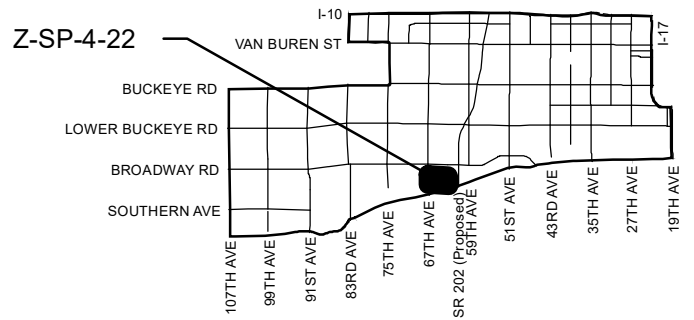 I-10
Z-SP-4-22
VAN BUREN ST
I-17
BUCKEYE RD
LOWER BUCKEYE RD
BROADWAY RD
SOUTHERN AVE
107TH AVE
99TH AVE
91ST AVE
83RD AVE
75TH AVE
67TH AVE
SR 202 (Proposed)
59TH AVE
51ST AVE
43RD AVE
35TH AVE
27TH AVE
19TH AVE